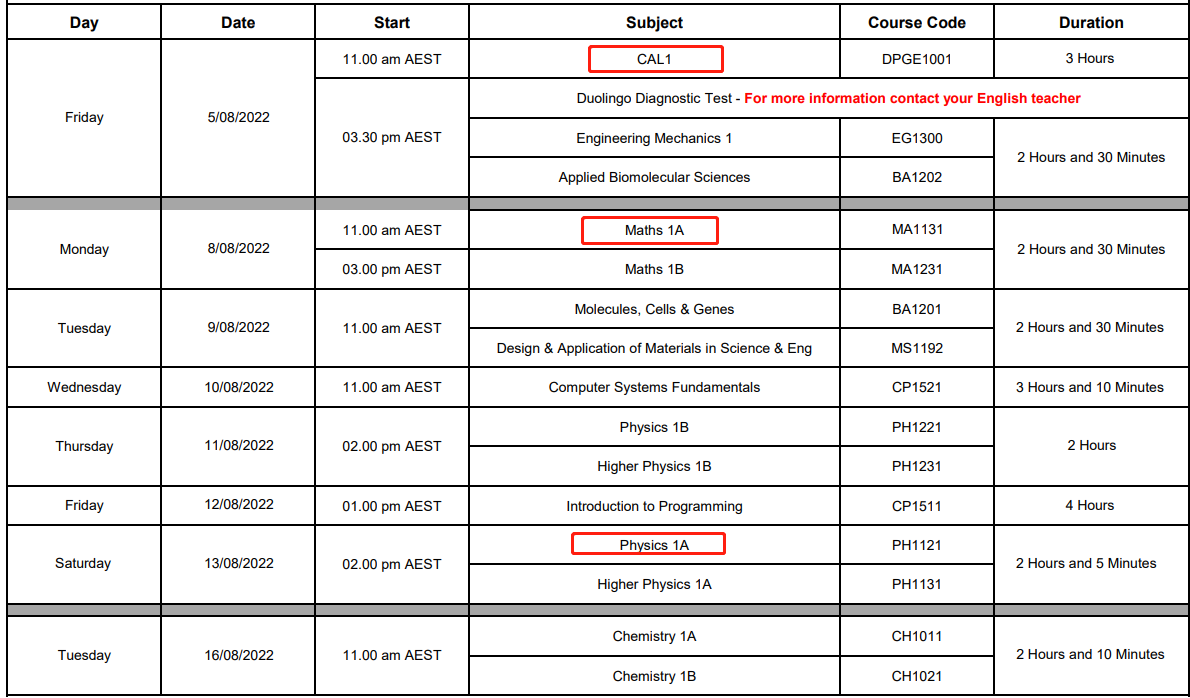 Day Date Start Subject Course Code Duration
Friday 5/08/2022 11.00 am AEST CAL1 DPGE1001 3 Hours
03.30 pm AEST Duolingo Diagnostic Test - For more information contact your English teacher
Engineering Mechanics 1 EG1300 2 Hours and 30 Minutes
Applied Biomolecular Sciences BA1202
Monday 8/08/2022 11.00 am AEST Maths 1A MA1131 2 Hours and 30 Minutes
03.00 pm AEST Maths 1B MA1231
Tuesday 9/08/2022 11.00 am AEST Molecules, Cells & Genes BA1201 2 Hours and 30 Minutes
Design & Application of Materials in Science & Eng MS1192
Wednesday 10/08/2022 11.00 am AEST Computer Systems Fundamentals CP1521 3 Hours and 10 Minutes
Thursday 11/08/2022 02.00 pm AEST Physics 1B PH1221 2 Hours
Higher Physics 1B PH1231
Friday 12/08/2022 01.00 pm AEST Introduction to Programming CP1511 4 Hours
Saturday 13/08/2022 02.00 pm AEST Physics 1A PH1121 2 Hours and 5 Minutes
Higher Physics 1A PH1131
Tuesday 16/08/2022 11.00 am AEST Chemistry 1A CH1011 2 Hours and 10 Minutes
Chemistry 1B CH1021